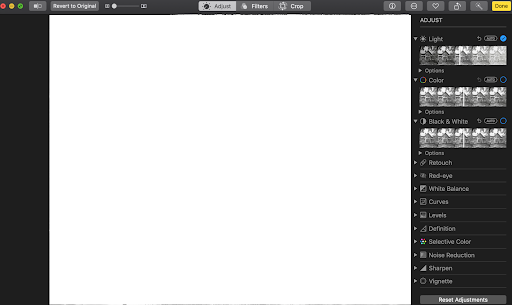 Revert to Original
Adjust
Filters
Crop
Done
ADJUST
Light
AUTO
Options
Color
AUTO
Options
Black & White
AUTO
Options
Retouch
Red-eye
White Balance
Curves
Levels
Definition
Selective Color
Noise Reduction
Sharpen
Vignette
Reset Adjustments